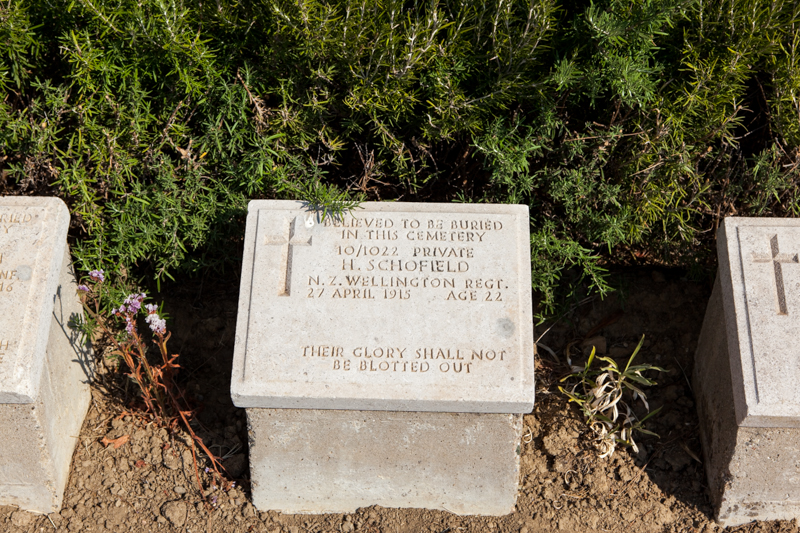 BELIEVED TO BE BURIED
IN THIS CEMETERY
10/1022 PRIVATE
H. SCHOFIELD
N.Z. WELLINGTON REGT.
27 APRIL 1915 AGE 22
THEIR GLORY SHALL NOT
BE BLOTTED OUT